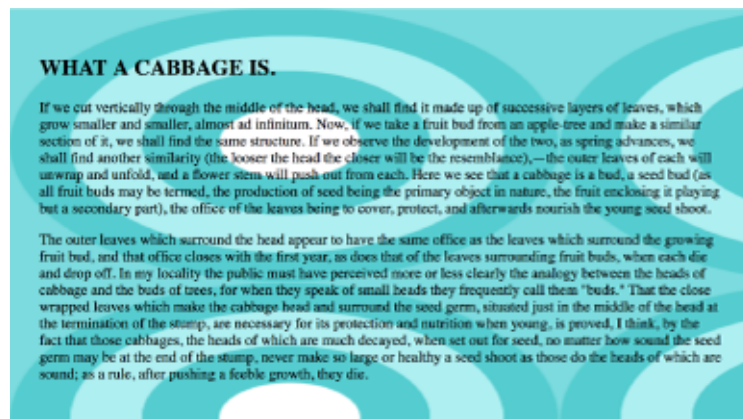 WHAT A CABBAGE IS.
If we cut vertically through the middle of the head, we shall find it made up of successive layers of leaves, which
grow smaller and smaller, almost ad infinitum. Now, if we take a fruit bud from an apple-tree and make a similar
section of it, we shall find the same structure. If we observe the development of the two, as spring advances, we
shall find another similarity (the looser the head the closer will be the resemblance),—the outer leaves of each will
unwrap and unfold, and a flower stem will push out from each. Here we see that a cabbage is a bud, a seed bud (as
all fruit buds may be termed, the production of seed being the primary object in nature, the fruit enclosing it playing
but a secondary part), the office of the leaves being to cover, protect, and afterwards nourish the young seed shoot.
The outer leaves which surround the head appear to have the same office as the leaves which surround the growing
fruit bud, and that office closes with the first year, as does that of the leaves surrounding fruit buds, when each die
and drop off. In my locality the public must have perceived more or less clearly the analogy between the heads of
cabbage and the buds of trees, for when they speak of small heads they frequently call them "buds." That the close
wrapped leaves which make the cabbage head and surround the seed germ, situated just in the middle of the head at
the termination of the stump, are necessary for its protection and nutrition when young, is proved, I think, by the
fact that those cabbages, the heads of which are much decayed, when set out for seed, no matter how sound the seed
germ may be at the end of the stump, never make so large or healthy a seed shoot as those do the heads of which are
sound; as a rule, after pushing a feeble growth, they die.